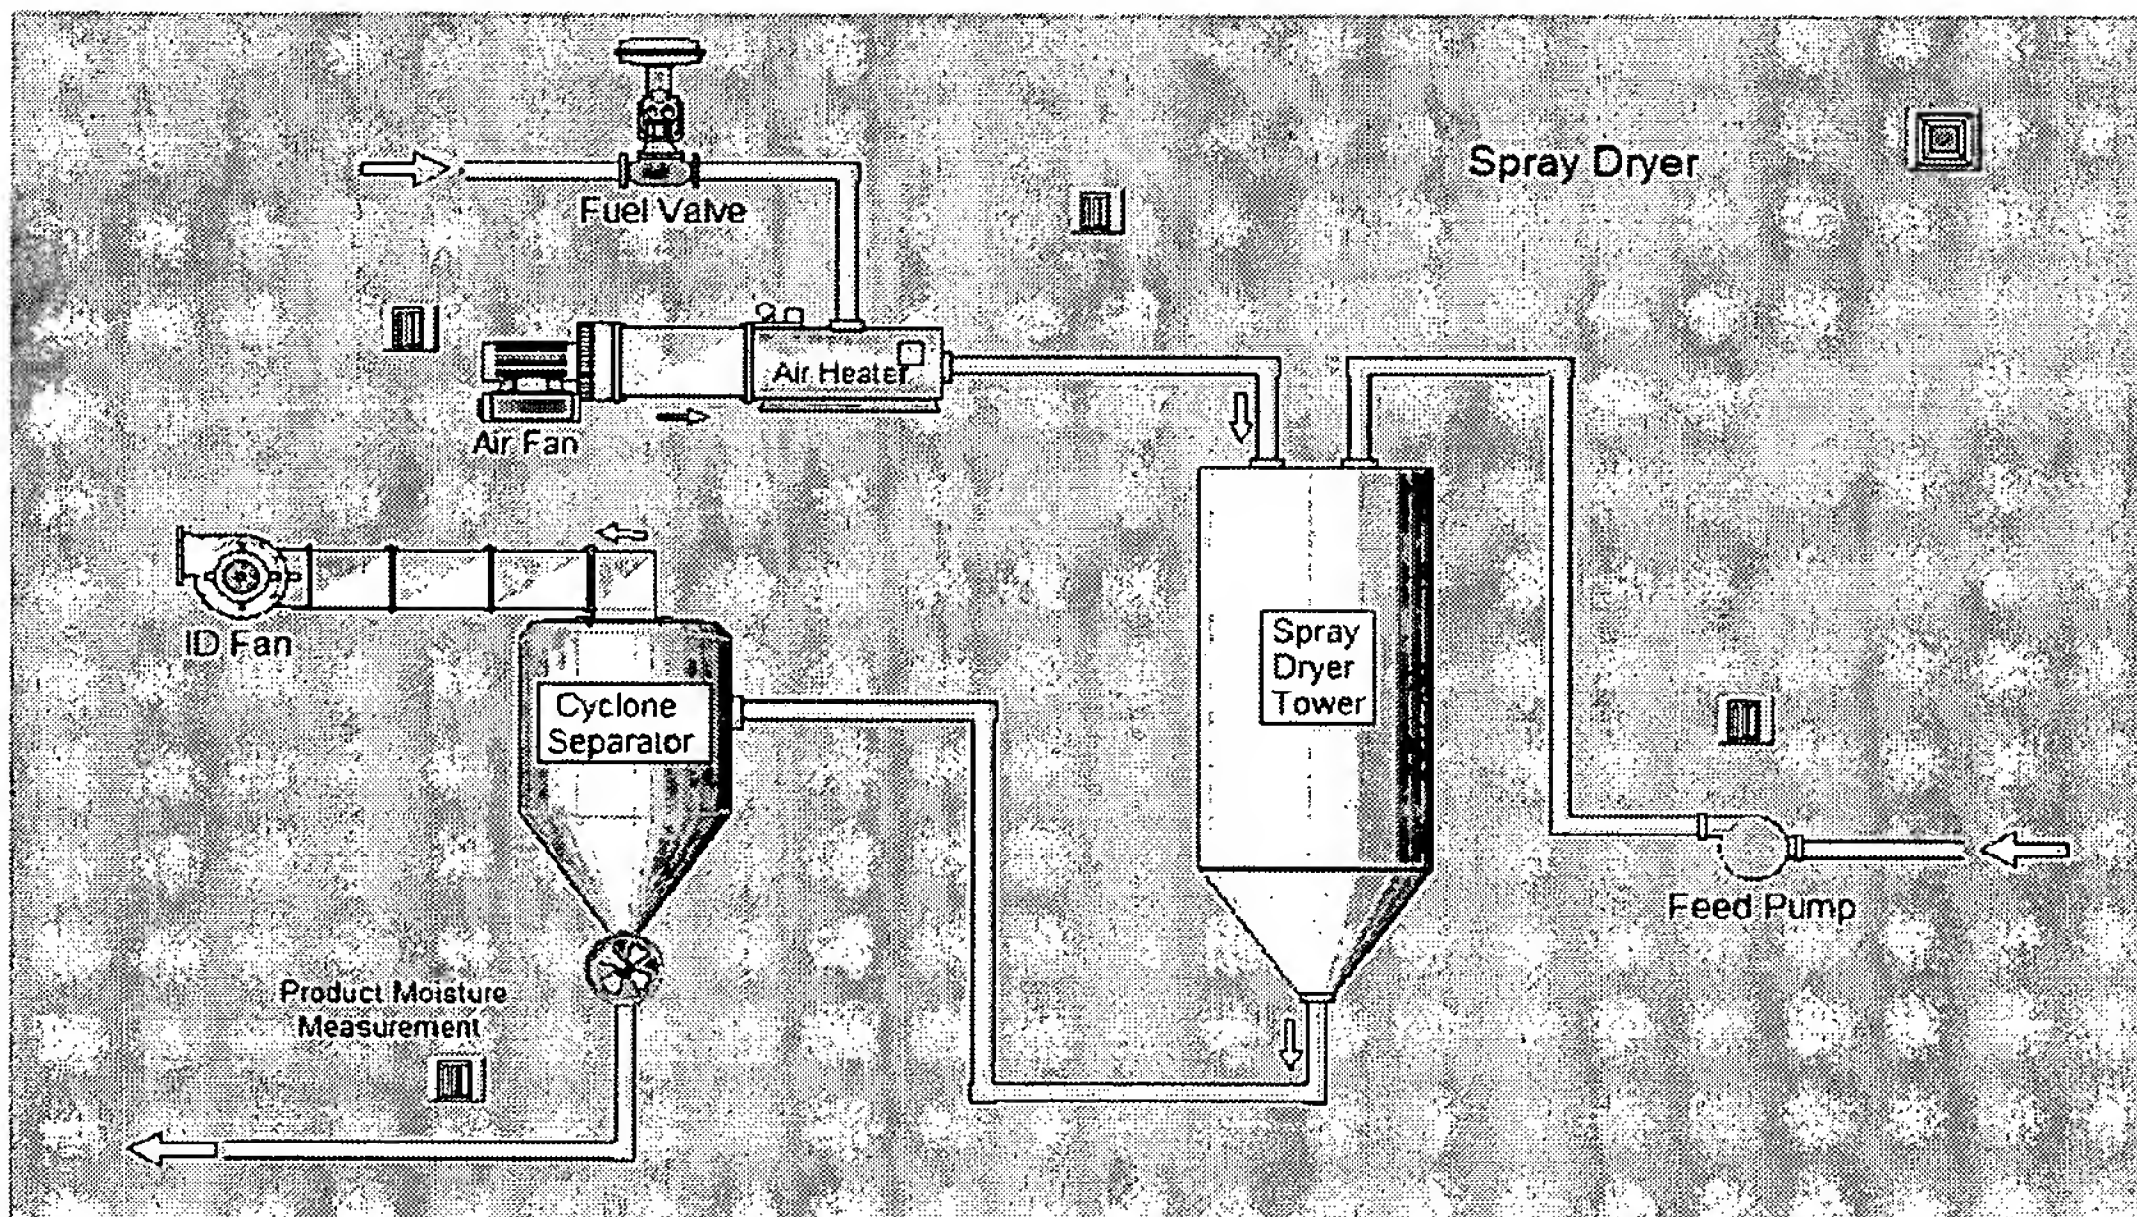 Spray Dryer
Fuel Valve
Air Heater
Air Fan
ID Fan
Spray
Dryer
Tower
Cyclone
Separator
Feed Pump
Product Moisture
Measurement